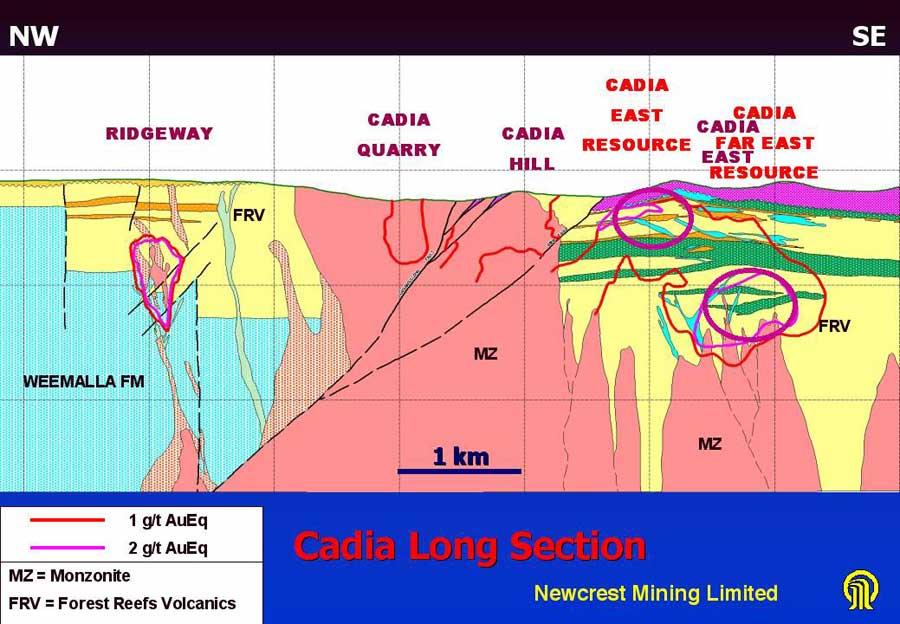 NW
SE
RIDGEWAY
CADIA
QUARRY
CADIA
HILL
CADIA
EAST
RESOURCE
CADIA
EAST
CADIA
FAR EAST
RESOURCE
FRV
FRV
WEEMALLA FM
MZ
MZ
1 km
1 g/t AuEq
2 g/t AuEq
MZ = Monzonite
FRV = Forest Reefs Volcanics
Cadia Long Section
Newcrest Mining Limited